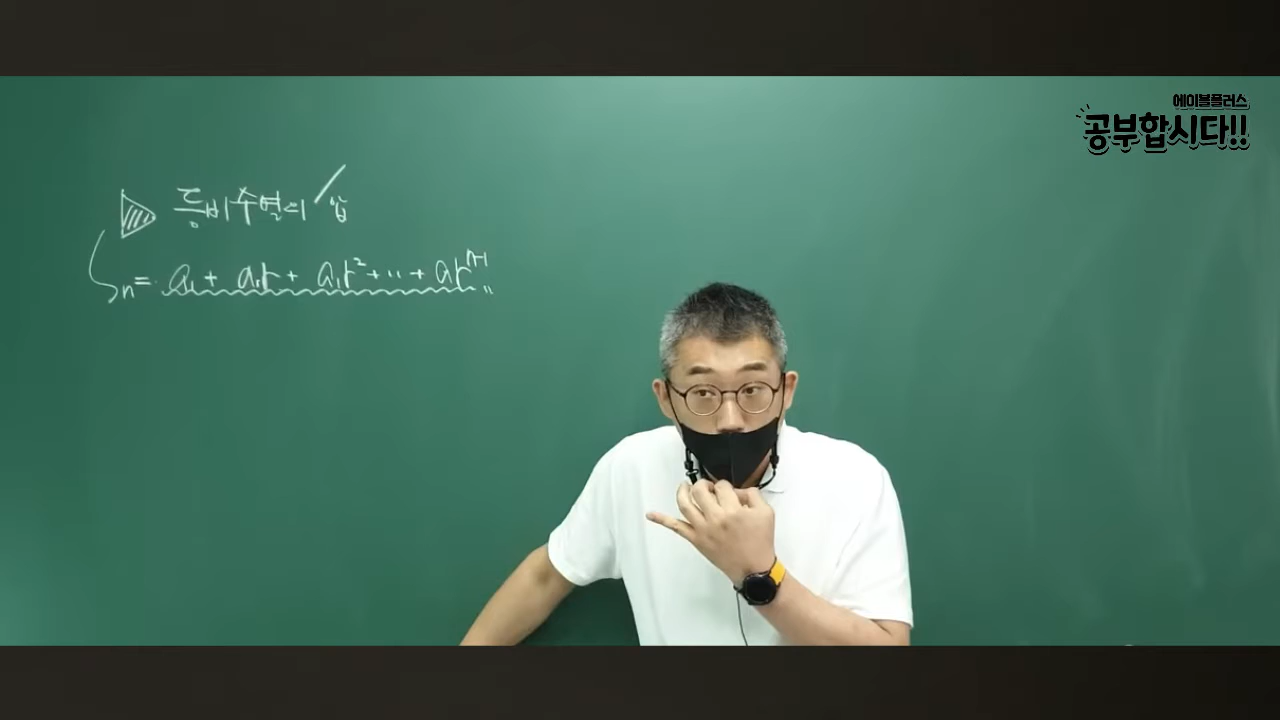 에이블플러스
공부합시다!!
등비수열의 합
Sn = a₁ + a₁r + a₁r² + ‥ + a₁rⁿ⁻¹